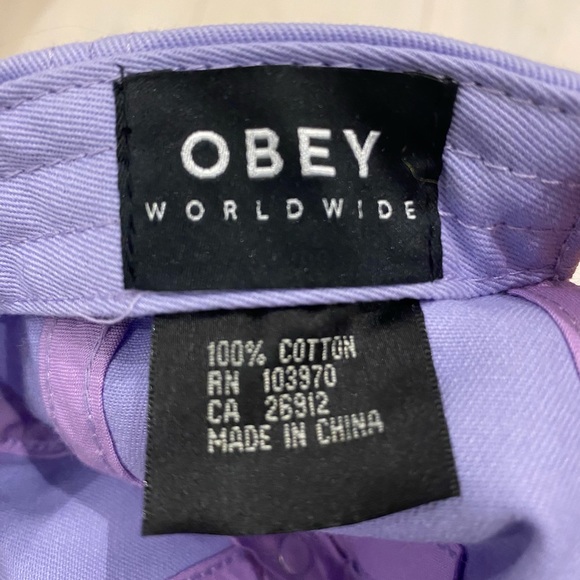 OBEY
WORLDWIDE
100% COTTON
RN 103970
CA 26912
MADE IN CHINA